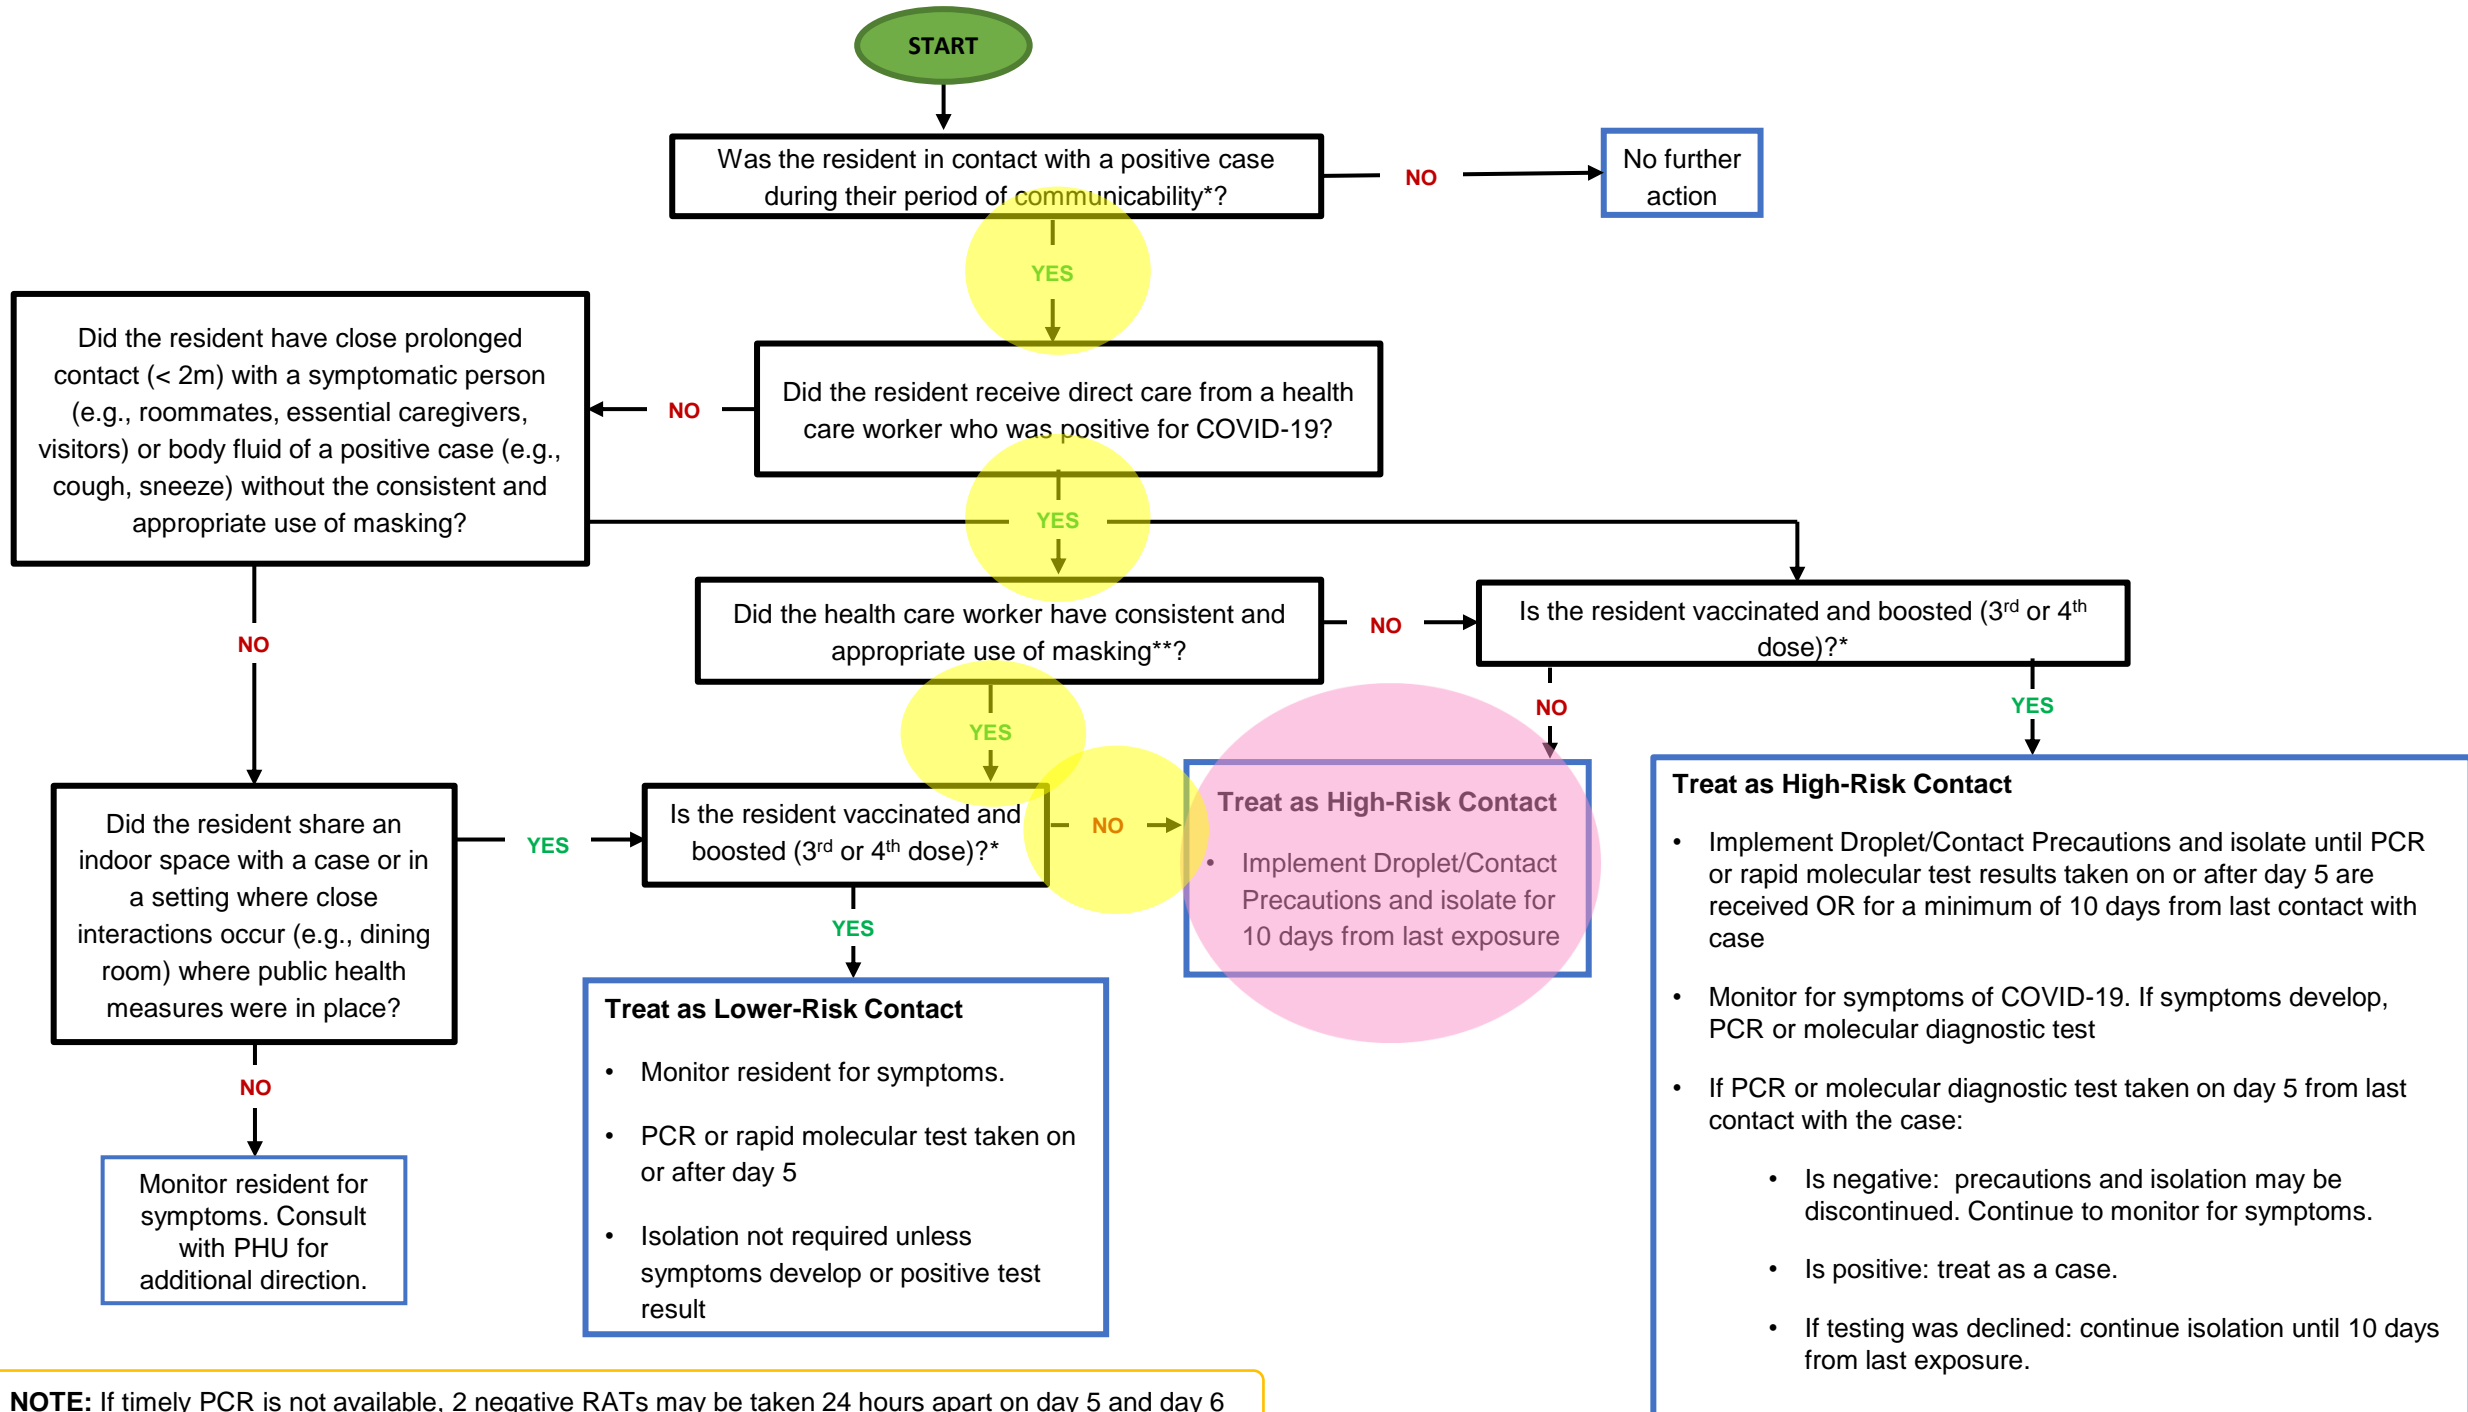 START
Was the resident in contact with a positive case
during their period of communicability*?
NO
No further
action
YES
Did the resident have close prolonged
contact (< 2m) with a symptomatic person
(e.g., roommates, essential caregivers,
visitors) or body fluid of a positive case (e.g.,
cough, sneeze) without the consistent and
appropriate use of masking?
NO
Did the resident receive direct care from a health
care worker who was positive for COVID-19?
YES
Did the health care worker have consistent and
appropriate use of masking**?
NO
Is the resident vaccinated and boosted (3rd or 4th
dose)?*
NO
YES
NO
YES
Did the resident share an
indoor space with a case or in
a setting where close
interactions occur (e.g., dining
room) where public health
measures were in place?
YES
Is the resident vaccinated and
boosted (3rd or 4th dose)?*
NO
Treat as High-Risk Contact
• Implement Droplet/Contact
Precautions and isolate for
10 days from last exposure
Treat as High-Risk Contact
• Implement Droplet/Contact Precautions and isolate until PCR
or rapid molecular test results taken on or after day 5 are
received OR for a minimum of 10 days from last contact with
case
• Monitor for symptoms of COVID-19. If symptoms develop,
PCR or molecular diagnostic test
• If PCR or molecular diagnostic test taken on day 5 from last
contact with the case:
• Is negative: precautions and isolation may be
discontinued. Continue to monitor for symptoms.
• Is positive: treat as a case.
• If testing was declined: continue isolation until 10 days
from last exposure.
YES
Treat as Lower-Risk Contact
• Monitor resident for symptoms.
• PCR or rapid molecular test taken on
or after day 5
• Isolation not required unless
symptoms develop or positive test
result
NO
Monitor resident for
symptoms. Consult
with PHU for
additional direction.
NOTE: If timely PCR is not available, 2 negative RATs may be taken 24 hours apart on day 5 and day 6